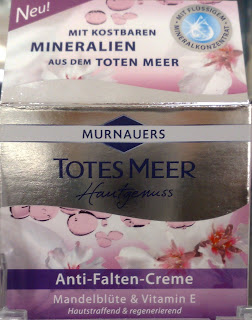 Neu!
MIT KOSTBAREN
MINERALIEN
AUS DEM TOTEN MEER
MIT FLÜSSIGEM
MINERALKONZENTRAT
MURNAUERS
TOTES MEER
Hautgenuss
Anti-Falten-Creme
Mandelblüte & Vitamin E
Hautstraffend & regenerierend